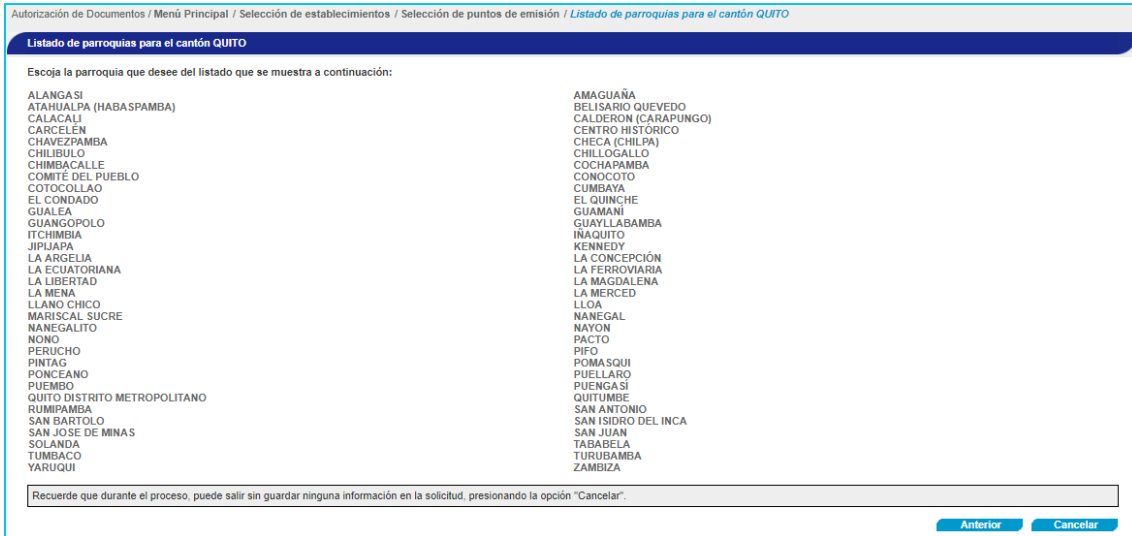 Autorización de Documentos / Menú Principal / Selección de establecimientos / Selección de puntos de emisión / Listado de parroquias para el cantón QUITO
Listado de parroquias para el cantón QUITO
Escoja la parroquia que desee del listado que se muestra a continuación:
ALANGASI AMAGUAÑA
ATAHUALPA (HABASPAMBA) BELISARIO QUEVEDO
CALACALI CALDERON (CARAPUNGO)
CARCELÉN CENTRO HISTÓRICO
CHAVEZPAMBA CHECA (CHILPA)
CHILIBULO CHILLOGALLO
CHIMBACALLE COCHAPAMBA
COMITÉ DEL PUEBLO CONOCOTO
COTOCOLLAO CUMBAYA
EL CONDADO EL QUINCHE
GUALEA GUAMANÍ
GUANGOPOLO GUAYLLABAMBA
ITCHIMBIA IÑAQUITO
JIPIJAPA KENNEDY
LA ARGELIA LA CONCEPCIÓN
LA ECUATORIANA LA FERROVIARIA
LA LIBERTAD LA MAGDALENA
LA MENA LA MERCED
LLANO CHICO LLOA
MARISCAL SUCRE NANEGAL
NANEGALITO NAYON
NONO PACTO
PERUCHO PIFO
PINTAG POMASQUI
PONCEANO PUELLARO
PUEMBO PUENGASÍ
QUITO DISTRITO METROPOLITANO QUITUMBE
RUMIPAMBA SAN ANTONIO
SAN BARTOLO SAN ISIDRO DEL INCA
SAN JOSE DE MINAS SAN JUAN
SOLANDA TABABELA
TUMBACO TURUBAMBA
YARUQUI ZAMBIZA
Recuerde que durante el proceso, puede salir sin guardar ninguna información en la solicitud, presionando la opción "Cancelar".
Anterior Cancelar